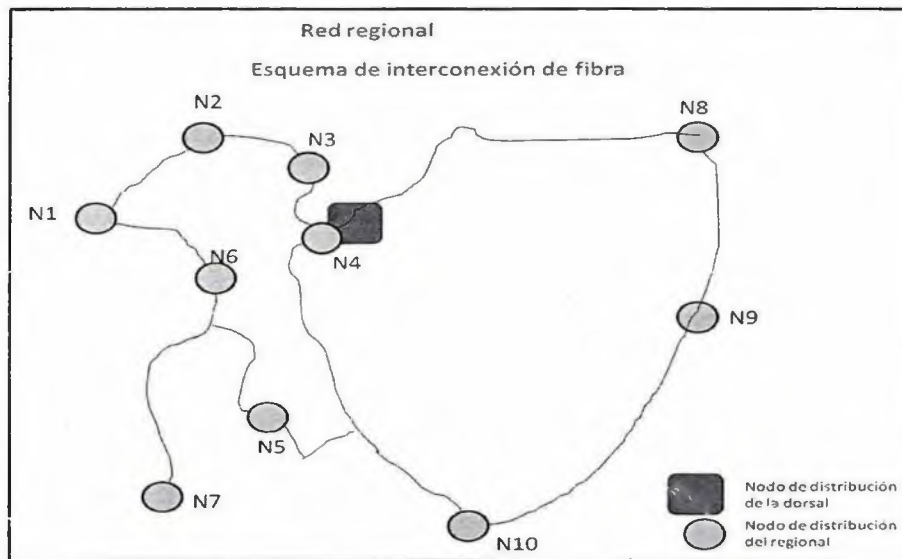 Red regional
Esquema de interconexión de fibra
N2
N3
N8
N1
N6
N4
N9
N5
N7
N10
Nodo de distribución
de la dorsal
Nodo de distribución
del regional